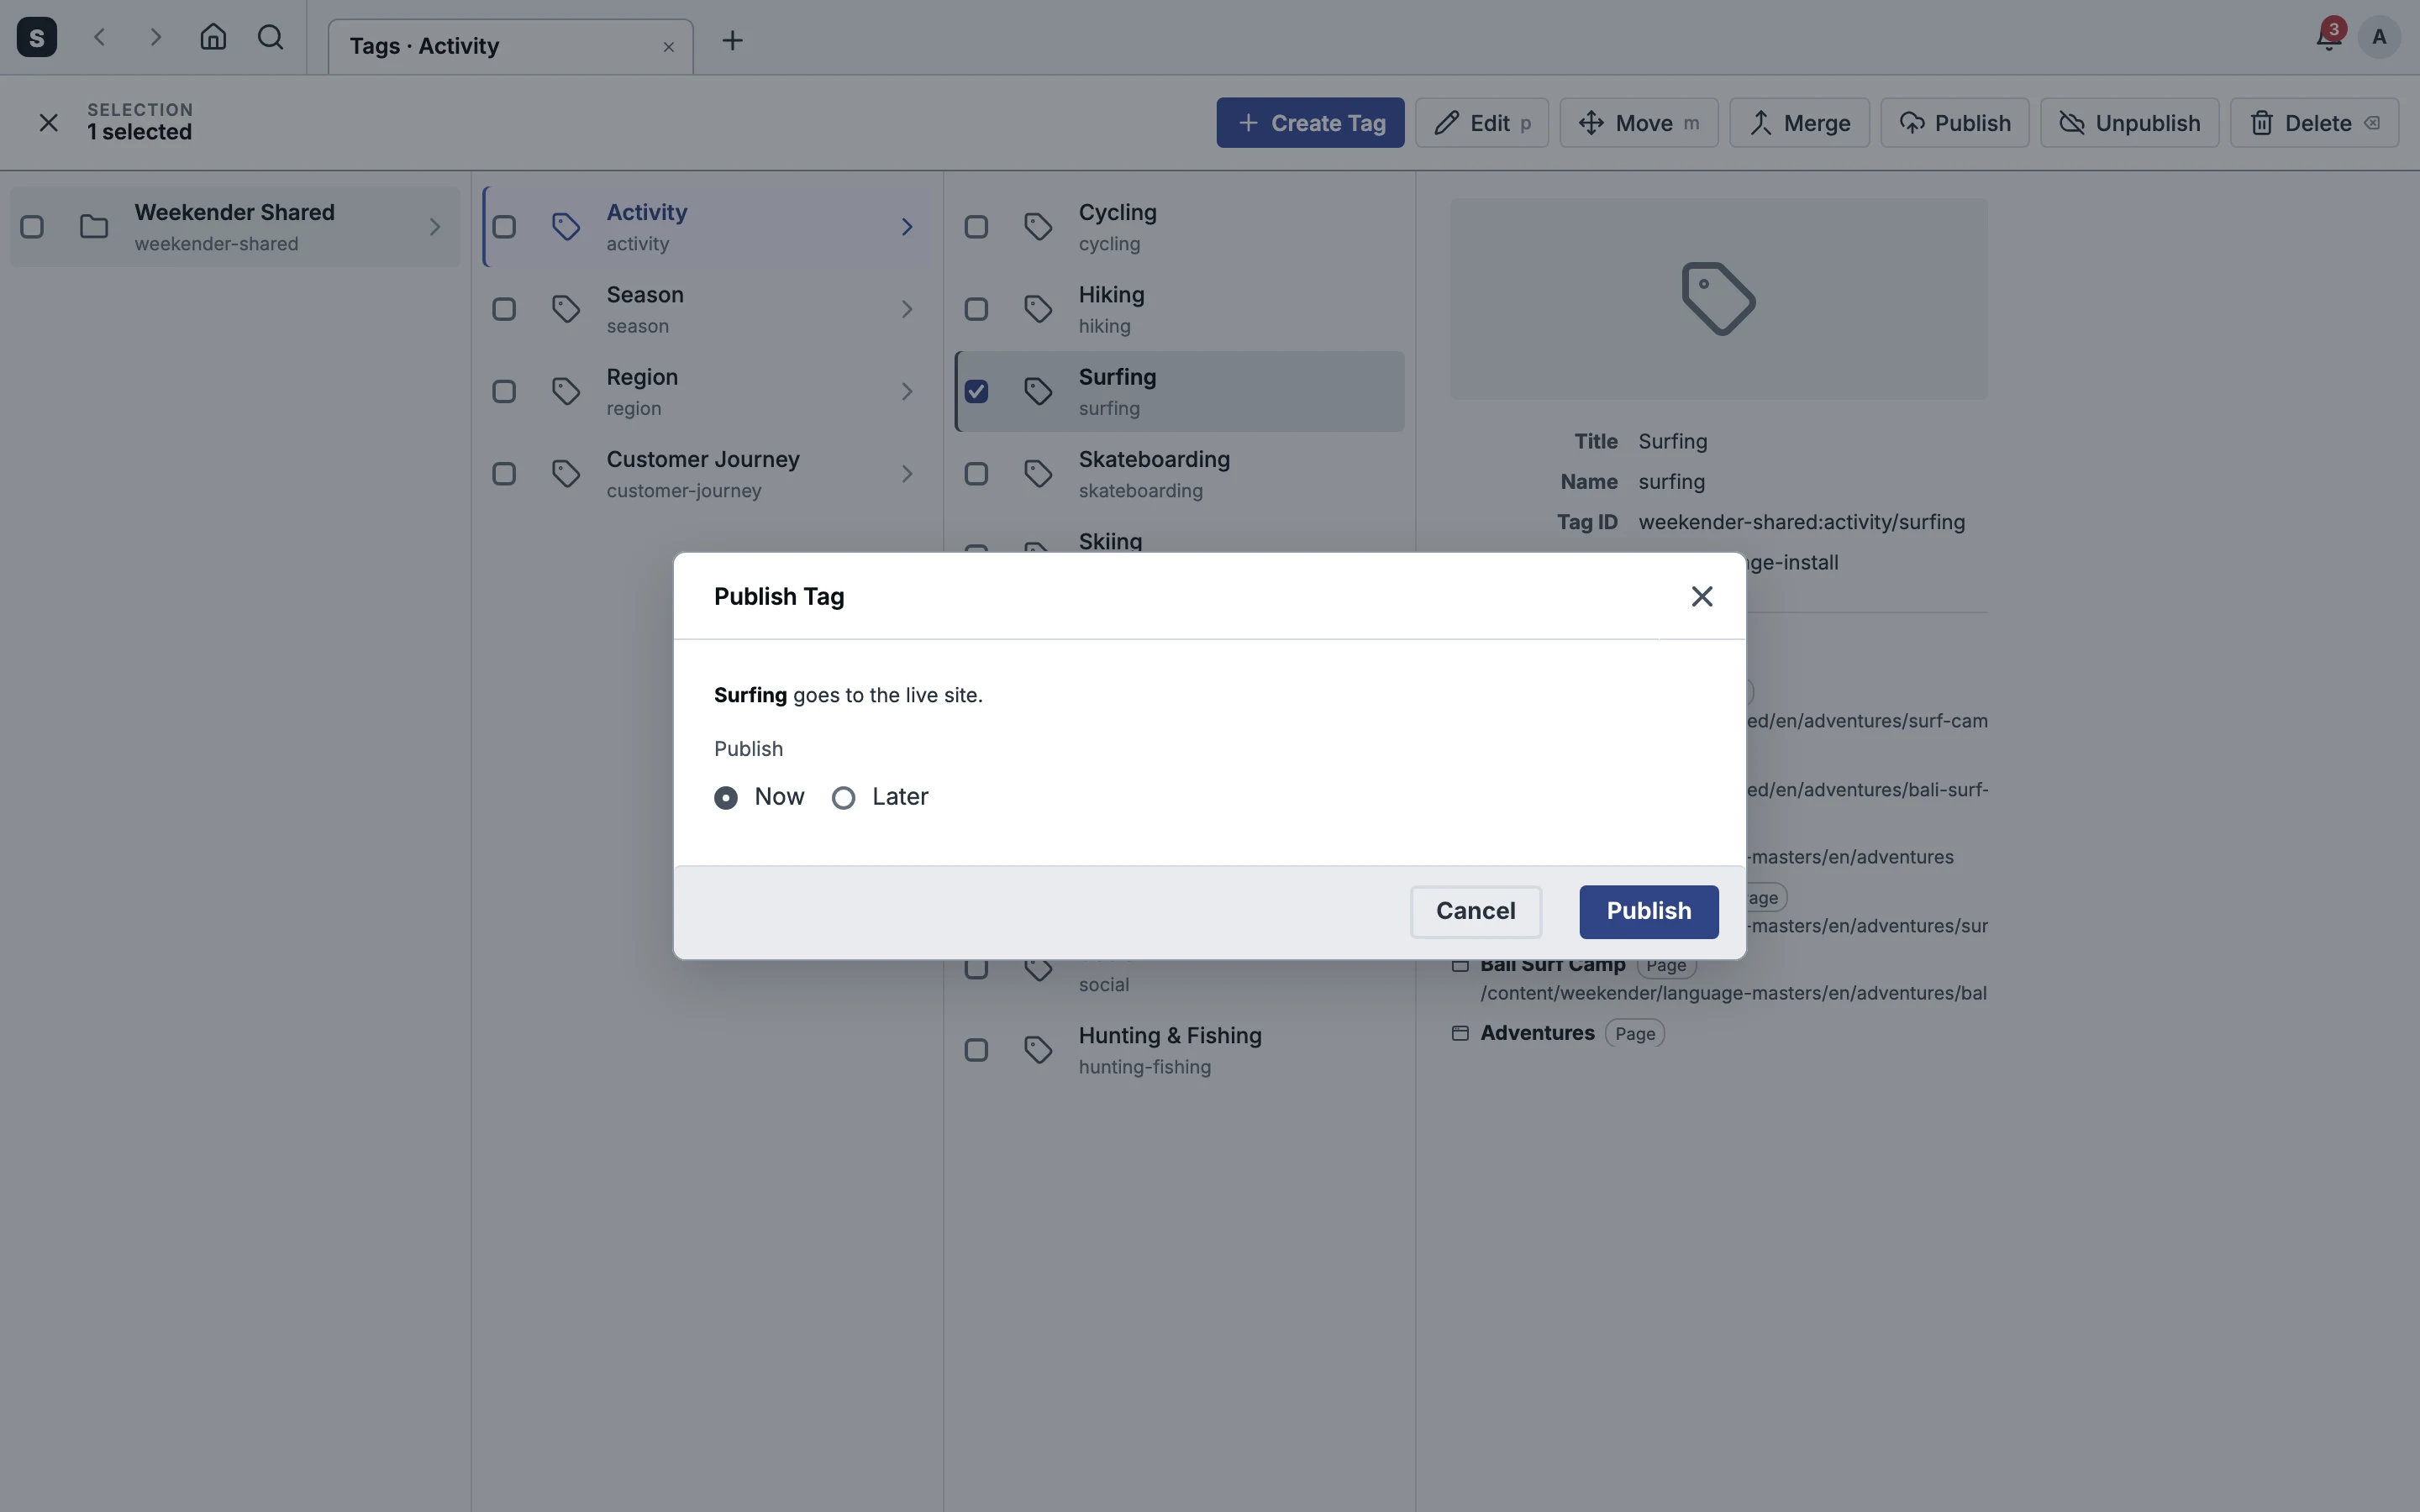 S
Tags · Activity
3
A
SELECTION
1 selected
Create Tag
Edit p
Move m
Merge
Publish
Unpublish
Delete
Weekender Shared
weekender-shared
Activity
activity
Season
season
Region
region
Customer Journey
customer-journey
Cycling
cycling
Hiking
hiking
Surfing
surfing
Skateboarding
skateboarding
Skiing
social
Hunting & Fishing
hunting-fishing
Title Surfing
Name surfing
Tag ID weekender-shared:activity/surfing
ge-install
ed/en/adventures/surf-cam
ed/en/adventures/bali-surf-
-masters/en/adventures
age
-masters/en/adventures/sur
Bali Surf Camp Page
/content/weekender/language-masters/en/adventures/bal
Adventures Page
Publish Tag
Surfing goes to the live site.
Publish
Now Later
Cancel
Publish